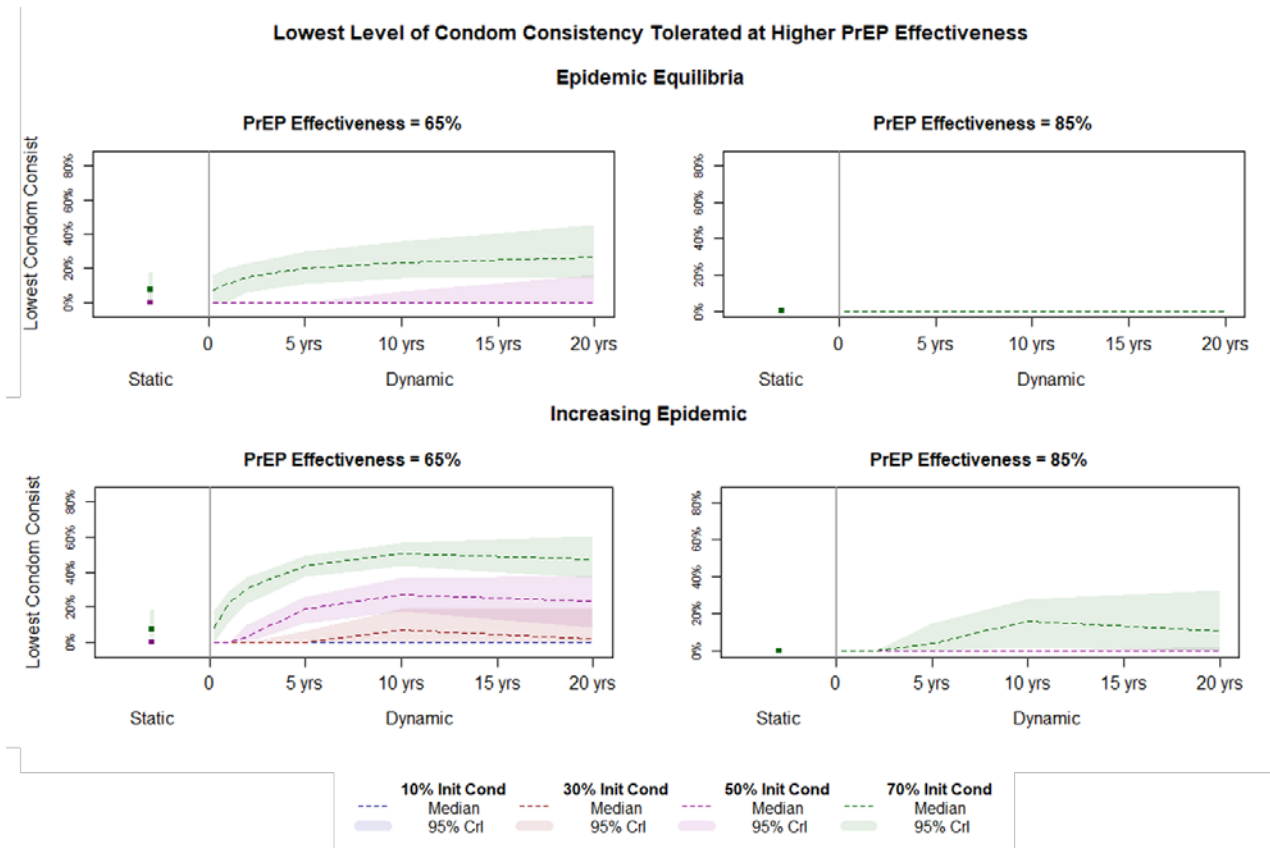 Lowest Level of Condom Consistency Tolerated at Higher PrEP Effectiveness
Epidemic Equilibria
PrEP Effectiveness = 65%
Lowest Condom Consist
80%
60%
40%
20%
0%
0 5 yrs 10 yrs 15 yrs 20 yrs
Static Dynamic
PrEP Effectiveness = 85%
80%
60%
40%
20%
0%
0 5 yrs 10 yrs 15 yrs 20 yrs
Static Dynamic
Increasing Epidemic
PrEP Effectiveness = 65%
Lowest Condom Consist
80%
60%
40%
20%
0%
0 5 yrs 10 yrs 15 yrs 20 yrs
Static Dynamic
PrEP Effectiveness = 85%
80%
60%
40%
20%
0%
0 5 yrs 10 yrs 15 yrs 20 yrs
Static Dynamic
10% Init Cond 30% Init Cond 50% Init Cond 70% Init Cond
Median Median Median Median
95% CrI 95% CrI 95% CrI 95% CrI